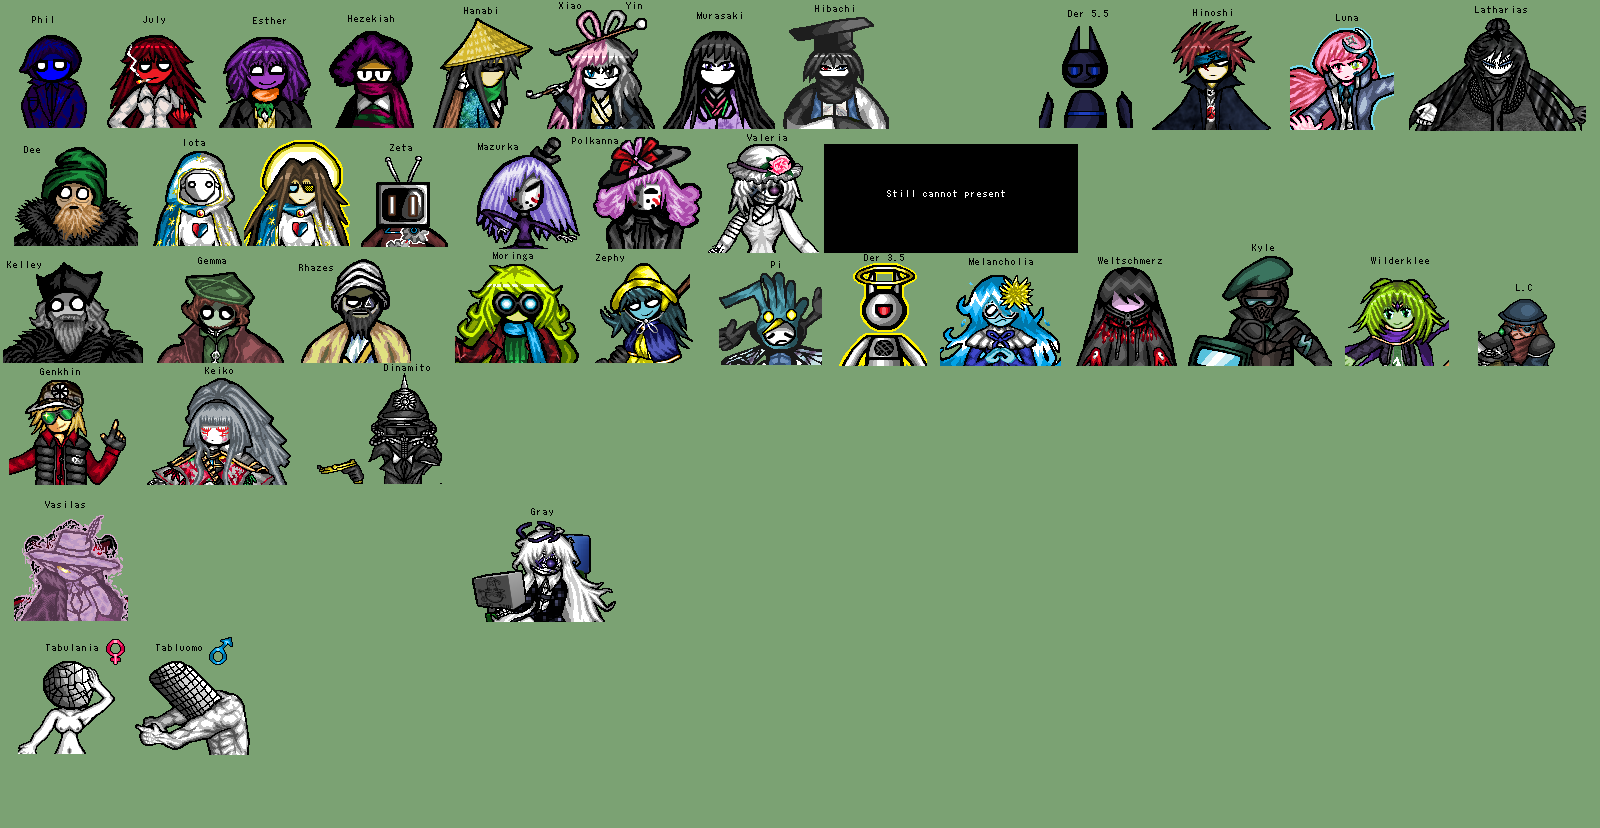 Phil
July
Esther
Hezekiah
Hanabi
Xiao Yin
Murasaki
Hibachi
Der 5.5
Hinoshi
Luna
Latharias
Dee
Iota
Zeta
Mazurka
Polkanna
Valeria
Still cannot present
Kelley
Gemma
Rhazes
Moringa
Zephy
Pi
Der 3.5
Melancholia
Weltschmerz
Kyle
Wilderklee
L.C
Genkhin
Keiko
Dinamito
Vasilas
Gray
Tabulania
Tabluomo